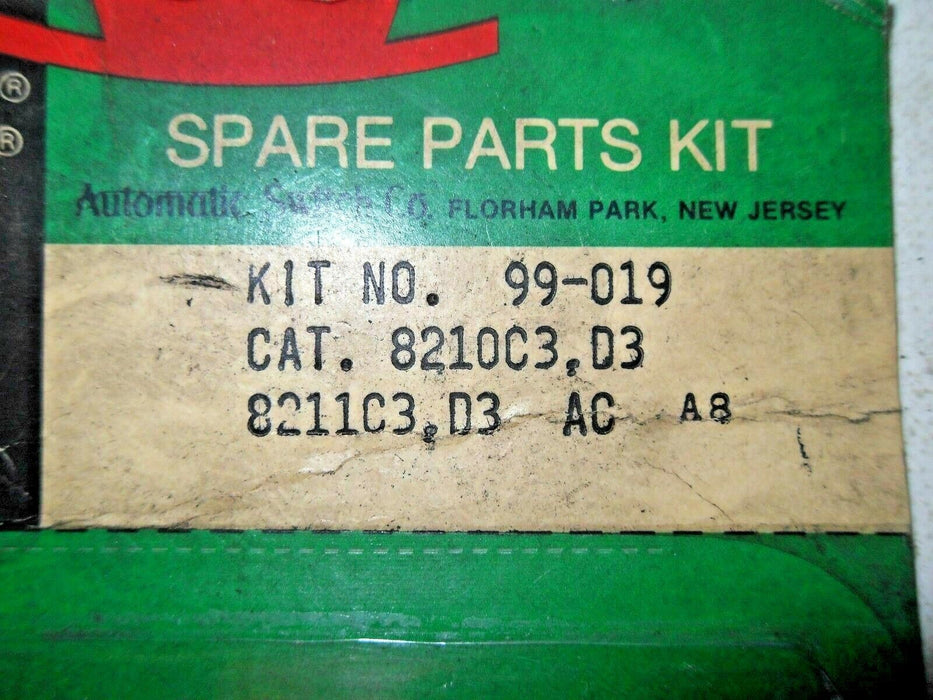 ®
®
SPARE PARTS KIT
Automatic Switch Co. FLORHAM PARK, NEW JERSEY
KIT NO. 99-019
CAT. 8210C3,D3
8211C3,D3 AC A8